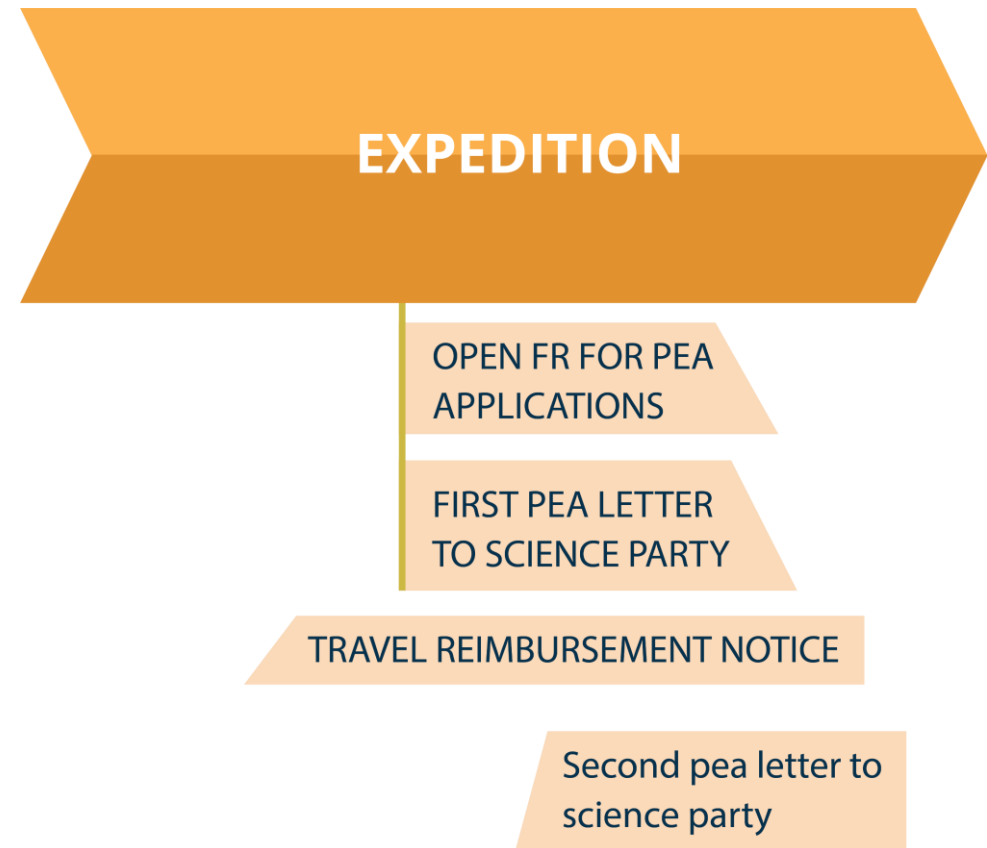 EXPEDITION
OPEN FR FOR PEA
APPLICATIONS
FIRST PEA LETTER
TO SCIENCE PARTY
TRAVEL REIMBURSEMENT NOTICE
Second pea letter to
science party